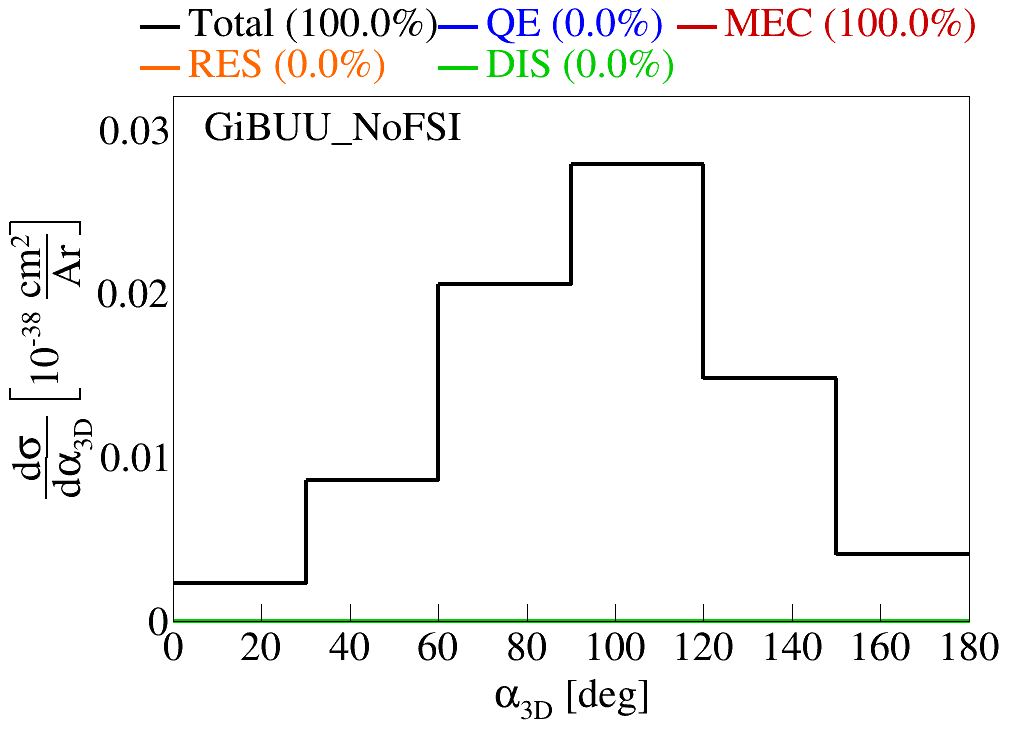 Total (100.0%) QE (0.0%) MEC (100.0%)
RES (0.0%) DIS (0.0%)
GiBUU_NoFSI
0.03
0.02
0.01
0
dσ/dα3D [10^-38 cm^2/Ar]
0 20 40 60 80 100 120 140 160 180
α3D [deg]